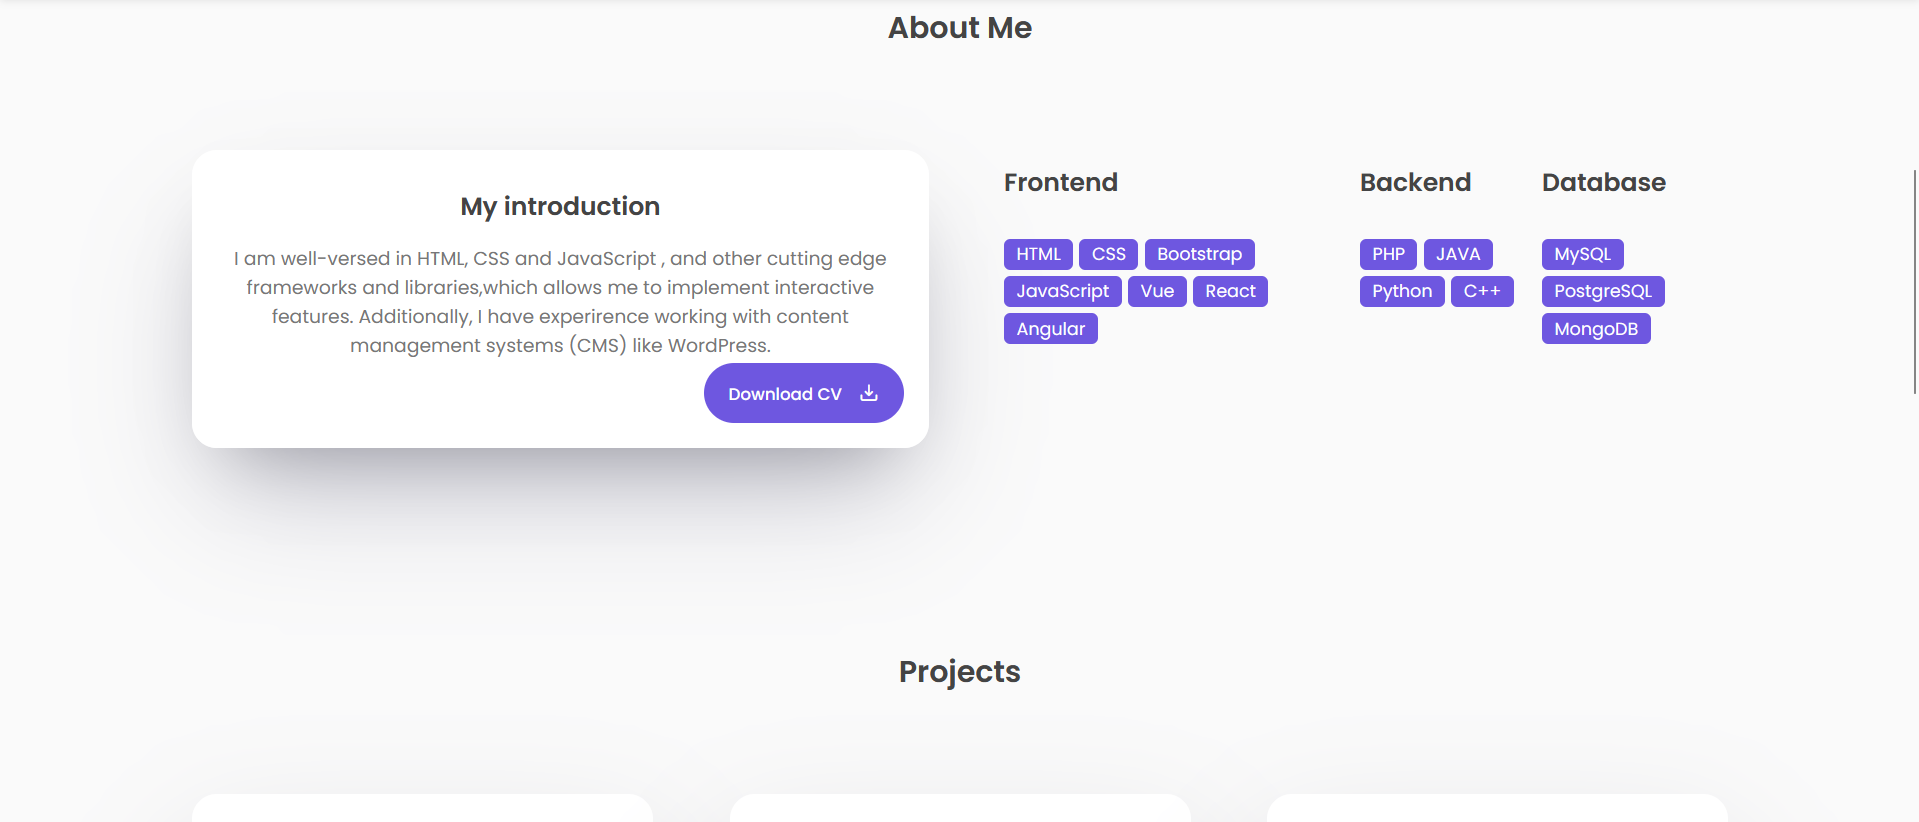 About Me
My introduction
I am well-versed in HTML, CSS and JavaScript , and other cutting edge
frameworks and libraries,which allows me to implement interactive
features. Additionally, I have experirence working with content
management systems (CMS) like WordPress.
Download CV
Frontend
HTML CSS Bootstrap
JavaScript Vue React
Angular
Backend
PHP JAVA
Python C++
Database
MySQL
PostgreSQL
MongoDB
Projects